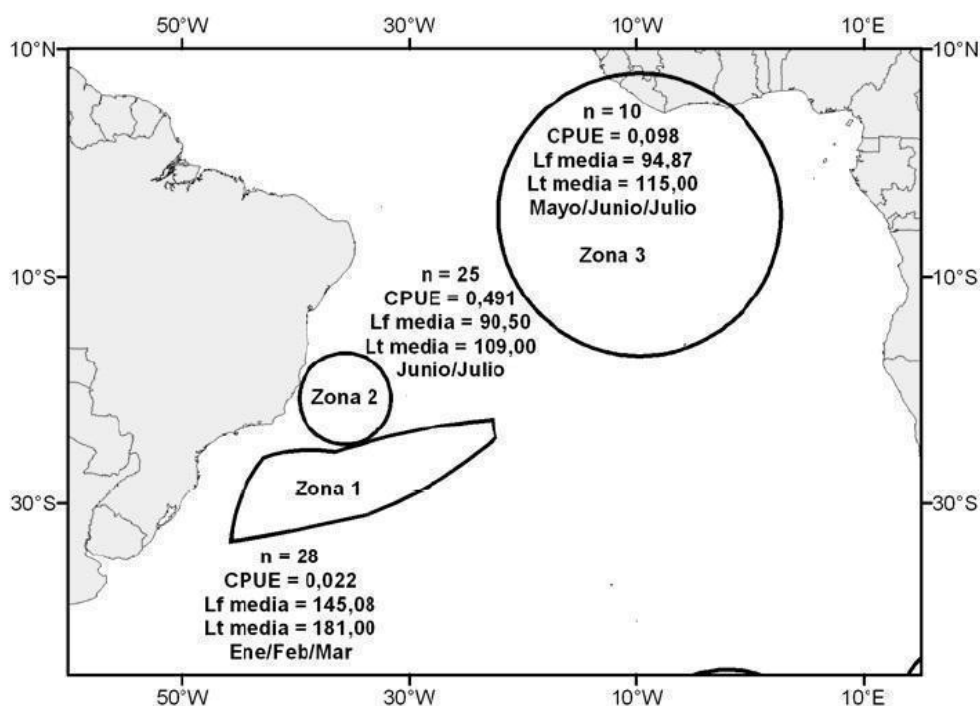 50°W 30°W 10°W 10°E
10°N 10°N
n = 10
CPUE = 0,098
Lf media = 94,87
Lt media = 115,00
Mayo/Junio/Julio
Zona 3
10°S 10°S
n = 25
CPUE = 0,491
Lf media = 90,50
Lt media = 109,00
Junio/Julio
Zona 2
Zona 1
30°S 30°S
n = 28
CPUE = 0,022
Lf media = 145,08
Lt media = 181,00
Ene/Feb/Mar
50°W 30°W 10°W 10°E